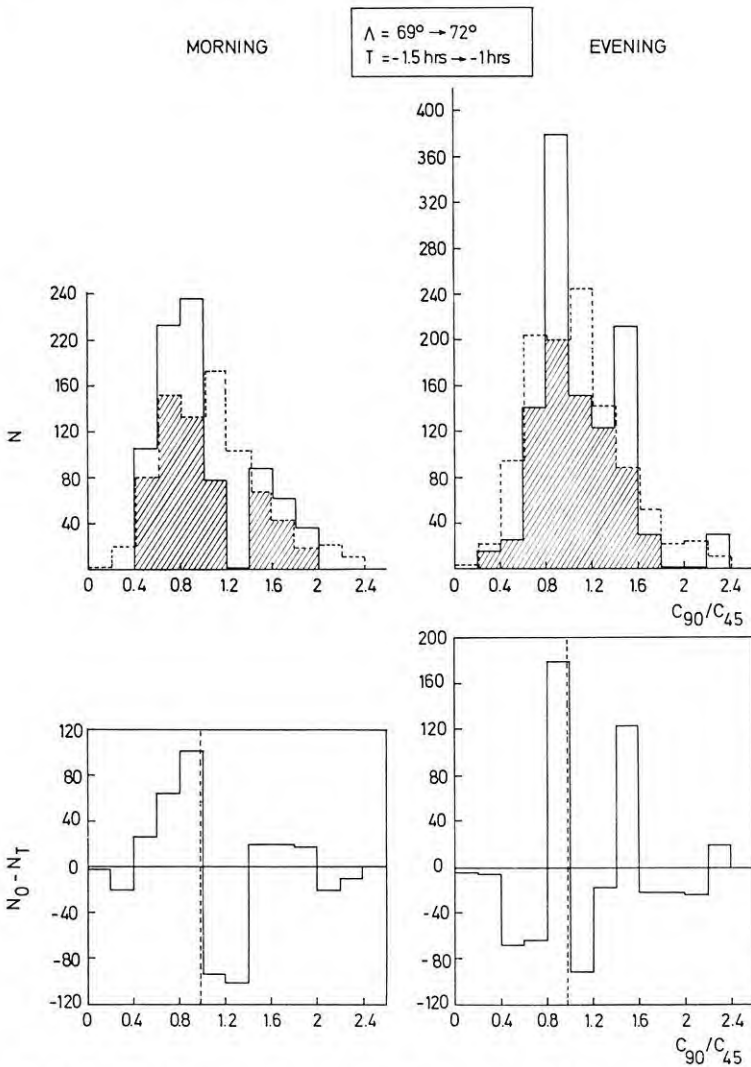 MORNING
Λ = 69° → 72°
T = -1.5 hrs → -1 hrs
EVENING
400
360
320
280
240
200
160
120
80
40
0 0.4 0.8 1.2 1.6 2 2.4
C90/C45
N
240
220
160
120
80
40
0 0.4 0.8 1.2 1.6 2 2.4
N0 - NT
120
80
40
0
-40
-80
-120
0 0.4 0.8 1.2 1.6 2 2.4
200
160
120
80
40
0
-40
-80
-120
0 0.4 0.8 1.2 1.6 2 2.4
C90/C45